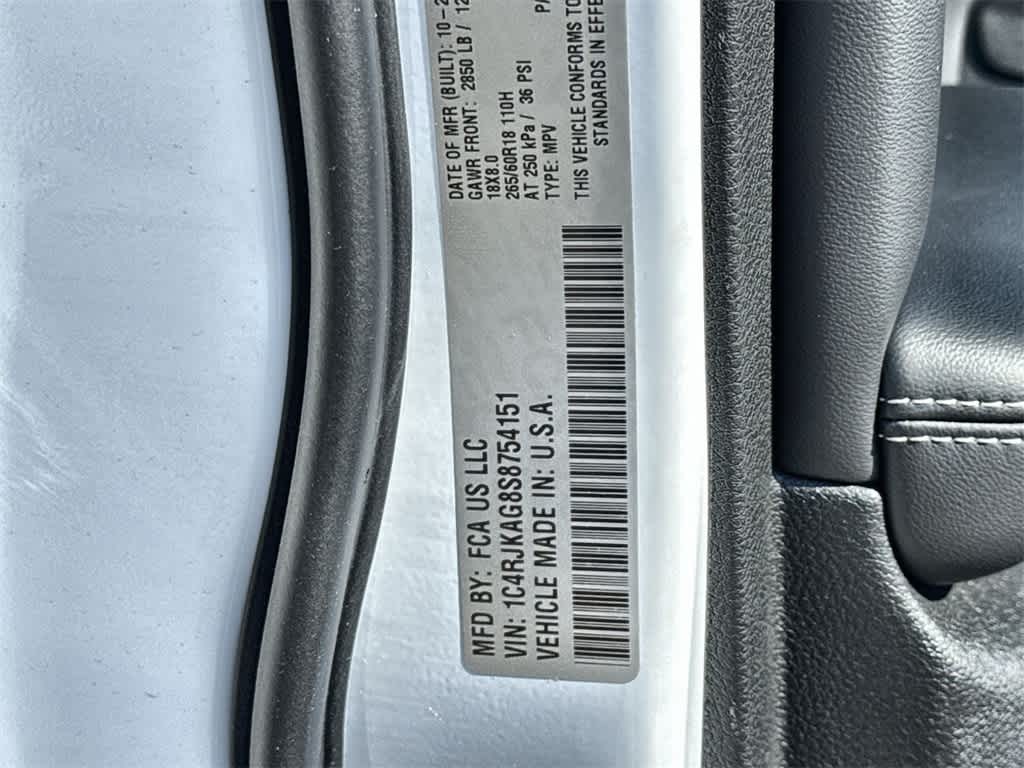 MFD BY: FCA US LLC
VIN: 1C4RJKAG8S8754151
VEHICLE MADE IN: U.S.A.
DATE OF MFR (BUILT): 10-2
GAWR FRONT: 2850 LB / 12
18X8.0
265/60R18 110H
AT 250 kPa / 36 PSI
TYPE: MPV
PA
THIS VEHICLE CONFORMS TO
STANDARDS IN EFFE